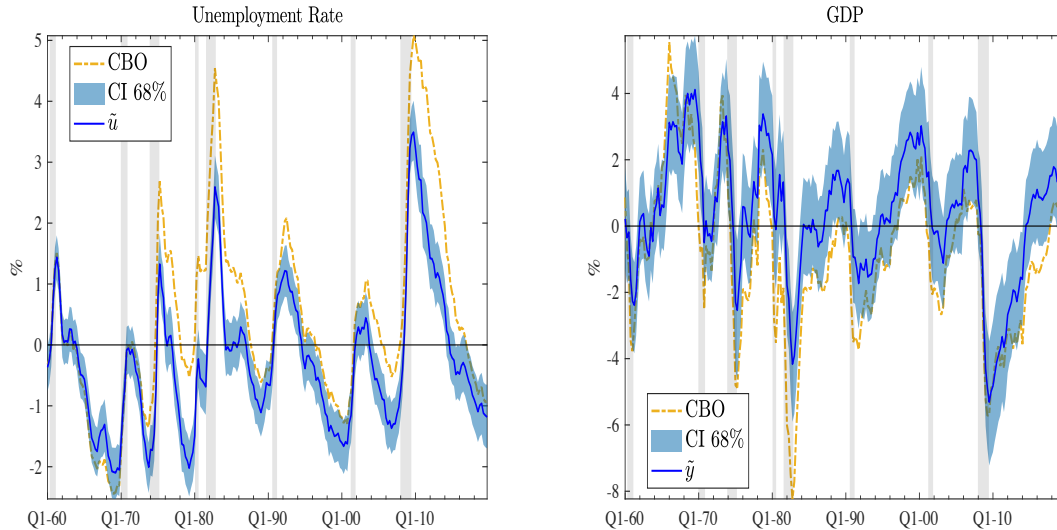 Unemployment Rate
5
4
3
2
1
0
-1
-2
%
CBO
CI 68%
ũ
Q1-60
Q1-70
Q1-80
Q1-90
Q1-00
Q1-10
GDP
4
2
0
-2
-4
-6
-8
%
CBO
CI 68%
ỹ
Q1-60
Q1-70
Q1-80
Q1-90
Q1-00
Q1-10